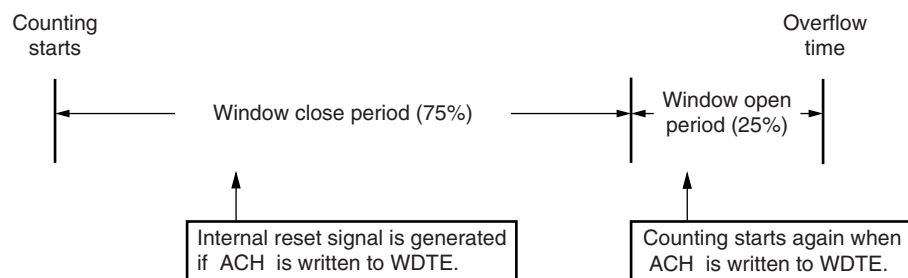 Counting
starts
Overflow
time
Window close period (75%)
Window open
period (25%)
Internal reset signal is generated
if ACH is written to WDTE.
Counting starts again when
ACH is written to WDTE.